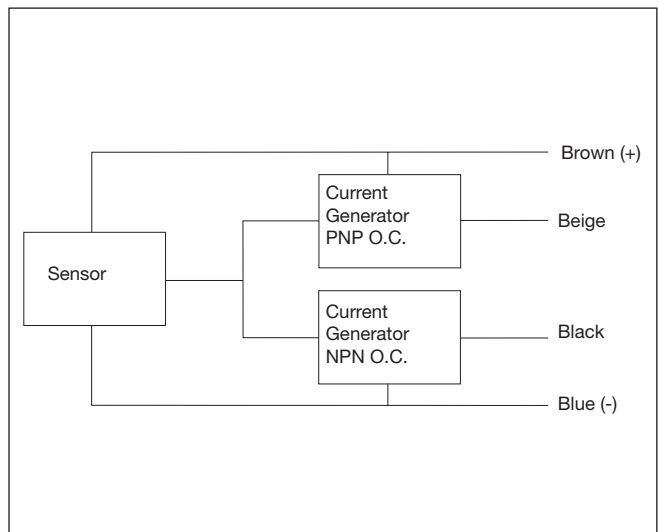 Brown (+)
Current
Generator
PNP O.C.
Beige
Sensor
Current
Generator
NPN O.C.
Black
Blue (-)